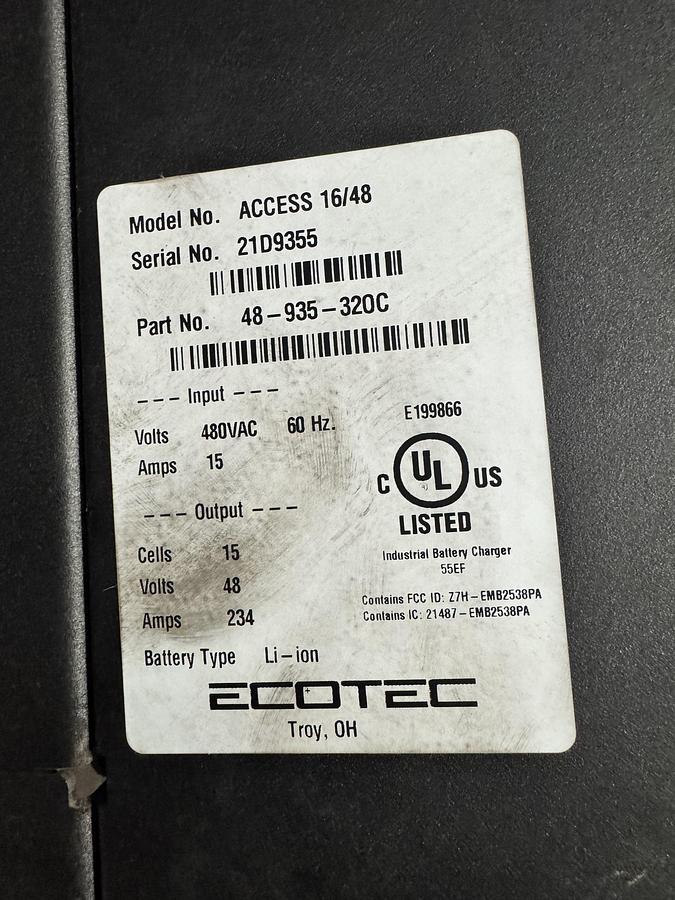 Model No. ACCESS 16/48
Serial No. 21D9355
Part No. 48-935-320C
--- Input ---
Volts 480VAC 60 Hz.
Amps 15
E199866
C UL US
LISTED
Industrial Battery Charger
55EF
Contains FCC ID: Z7H-EMB2538PA
Contains IC: 21487-EMB2538PA
--- Output ---
Cells 15
Volts 48
Amps 234
Battery Type Li-ion
ECOTEC
Troy, OH